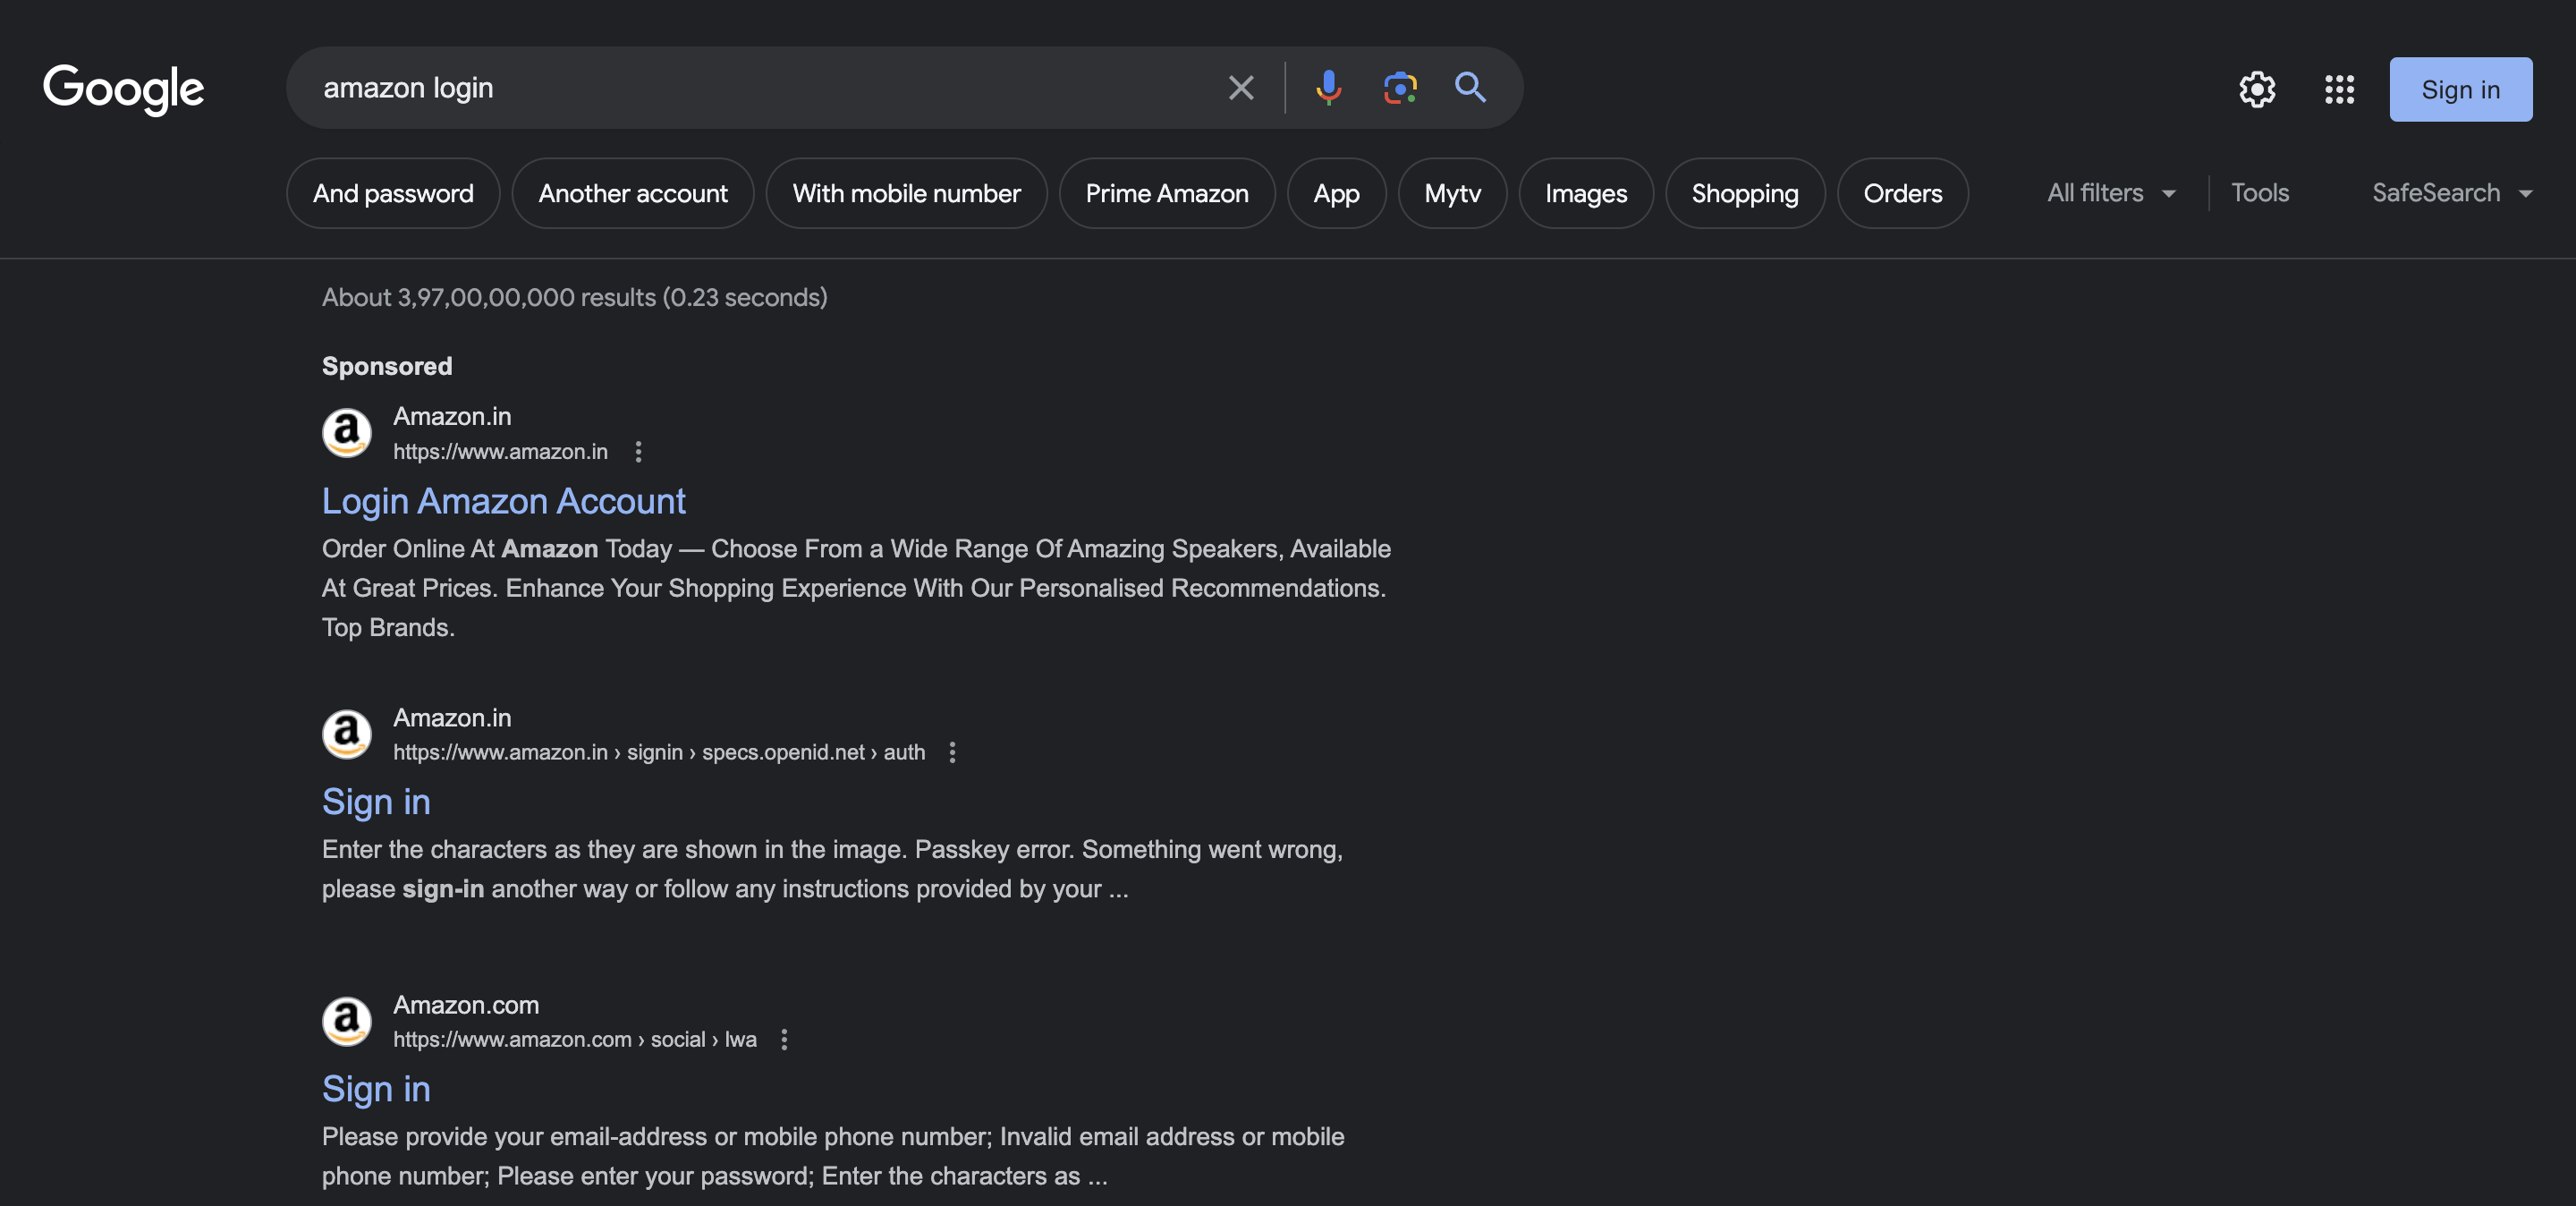 Google
amazon login
Sign in
And password
Another account
With mobile number
Prime Amazon
App
Mytv
Images
Shopping
Orders
All filters
Tools
SafeSearch
About 3,97,00,00,000 results (0.23 seconds)
Sponsored
a
Amazon.in
https://www.amazon.in
Login Amazon Account
Order Online At Amazon Today — Choose From a Wide Range Of Amazing Speakers, Available
At Great Prices. Enhance Your Shopping Experience With Our Personalised Recommendations.
Top Brands.
a
Amazon.in
https://www.amazon.in › signin › specs.openid.net › auth
Sign in
Enter the characters as they are shown in the image. Passkey error. Something went wrong,
please sign-in another way or follow any instructions provided by your ...
a
Amazon.com
https://www.amazon.com › social › lwa
Sign in
Please provide your email-address or mobile phone number; Invalid email address or mobile
phone number; Please enter your password; Enter the characters as ...